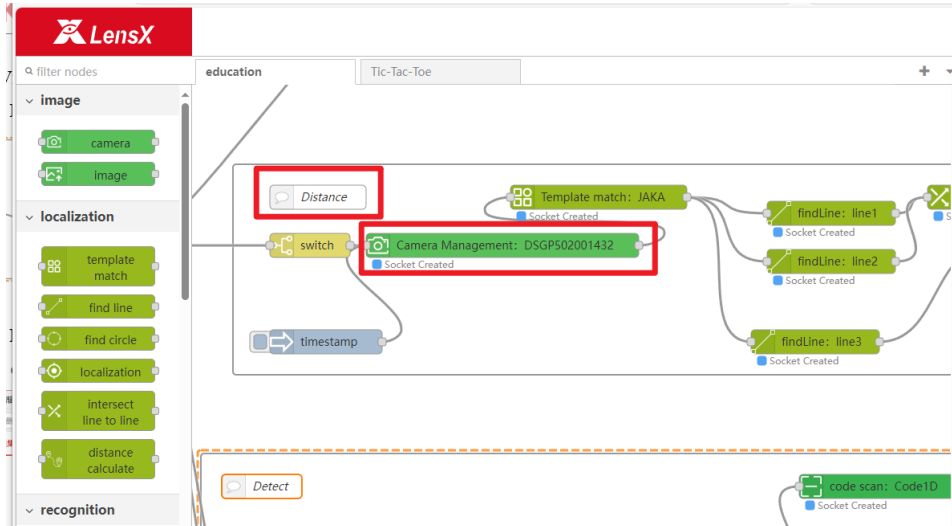 LensX
filter nodes
education
Tic-Tac-Toe
image
camera
image
localization
template
match
find line
find circle
localization
intersect
line to line
distance
calculate
recognition
Distance
switch
Camera Management: DSGP502001432
Socket Created
timestamp
Template match: JAKA
Socket Created
findLine: line1
Socket Created
findLine: line2
Socket Created
findLine: line3
Socket Created
Detect
code scan: Code1D
Socket Created